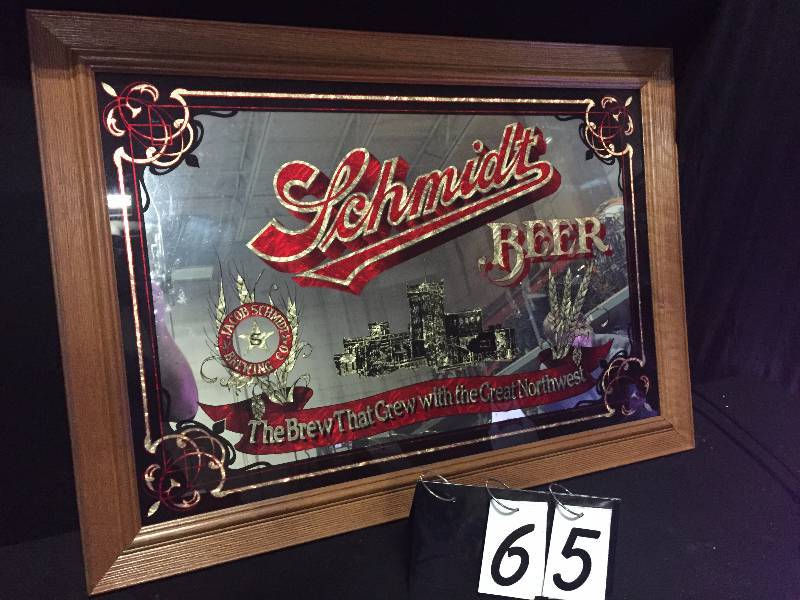 Schmidt
BEER
JACOB SCHMIDT
S
BREWING CO
The Brew That Grew with the Great Northwest
65